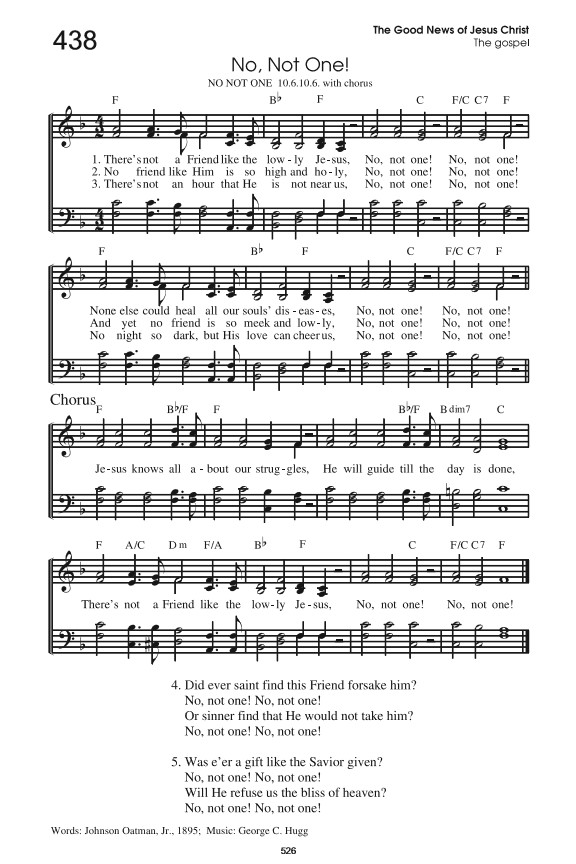 438
The Good News of Jesus Christ
The gospel
No, Not One!
NO NOT ONE 10.6.10.6. with chorus
F B♭ F C F/C C7 F
1. There's not a Friend like the low - ly Je - sus, No, not one! No, not one!
2. No friend like Him is so high and ho - ly, No, not one! No, not one!
3. There's not an hour that He is not near us, No, not one! No, not one!
F B♭ F C F/C C7 F
None else could heal all our souls' dis - eas - es, No, not one! No, not one!
And yet no friend is so meek and low - ly, No, not one! No, not one!
No night so dark, but His love can cheer us, No, not one! No, not one!
Chorus
F B♭/F F B♭/F B dim7 C
Je - sus knows all a - bout our strug - gles, He will guide till the day is done,
F A/C D m F/A B♭ F C F/C C7 F
There's not a Friend like the low - ly Je - sus, No, not one! No, not one!
4. Did ever saint find this Friend forsake him?
No, not one! No, not one!
Or sinner find that He would not take him?
No, not one! No, not one!
5. Was e'er a gift like the Savior given?
No, not one! No, not one!
Will He refuse us the bliss of heaven?
No, not one! No, not one!
Words: Johnson Oatman, Jr., 1895; Music: George C. Hugg
526